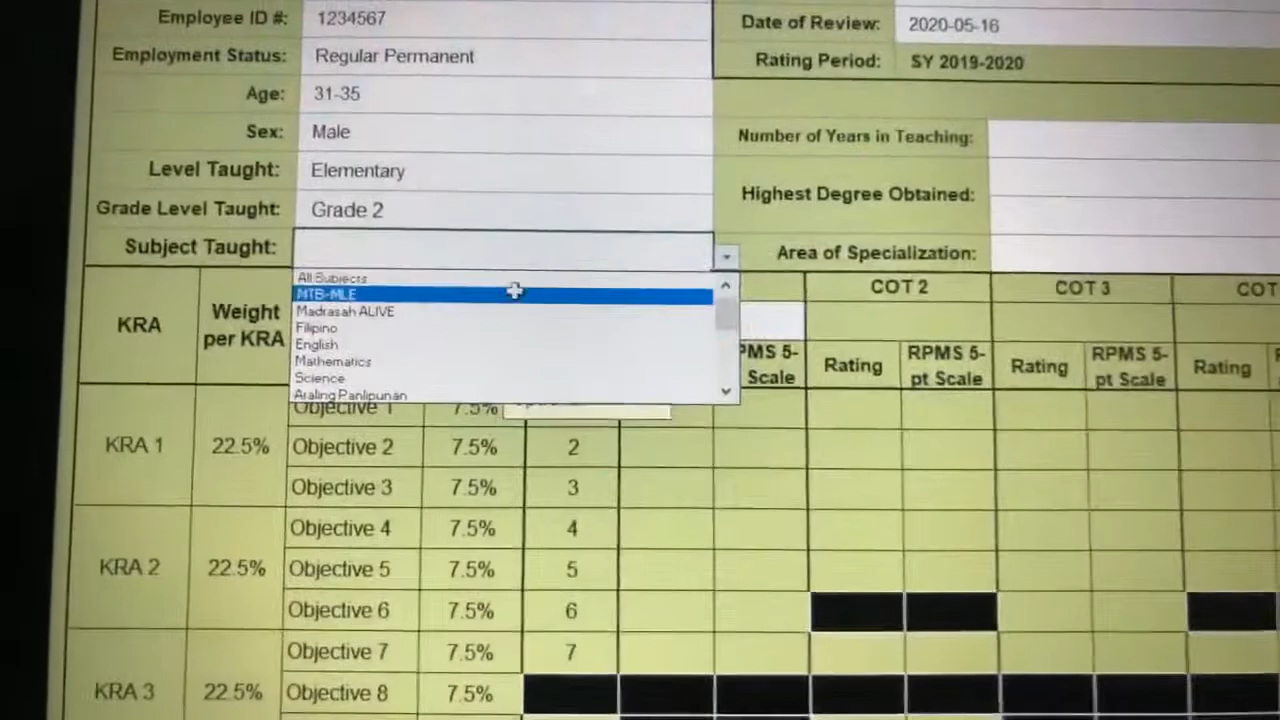 Employee ID #: 1234567
Date of Review: 2020-05-16
Employment Status: Regular Permanent
Rating Period: SY 2019-2020
Age: 31-35
Sex: Male
Number of Years in Teaching:
Level Taught: Elementary
Highest Degree Obtained:
Grade Level Taught: Grade 2
Subject Taught:
Area of Specialization:
All Subjects
MTB-MLE
Madrasah ALIVE
Filipino
English
Mathematics
Science
Araling Panlipunan
KRA
Weight per KRA
COT 2
COT 3
COT
PMS 5-
Scale
Rating
RPMS 5-
pt Scale
Rating
RPMS 5-
pt Scale
Rating
Objective 1 7.5%
KRA 1 22.5% Objective 2 7.5% 2
Objective 3 7.5% 3
Objective 4 7.5% 4
KRA 2 22.5% Objective 5 7.5% 5
Objective 6 7.5% 6
Objective 7 7.5% 7
KRA 3 22.5% Objective 8 7.5%